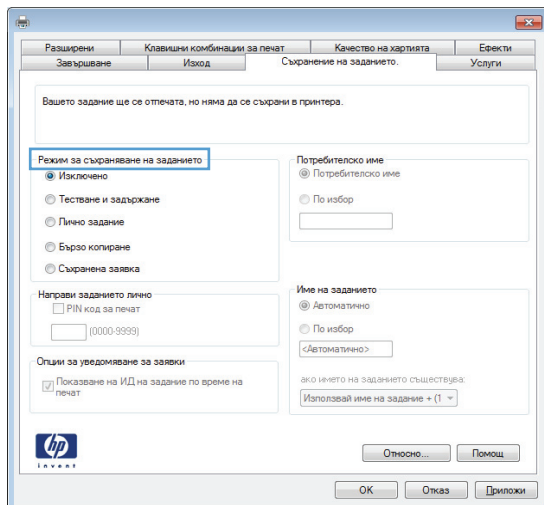 Разширени
Клавишни комбинации за печат
Качество на хартията
Ефекти
Завършване
Изход
Съхранение на заданието.
Услуги
Вашето задание ще се отпечата, но няма да се съхрани в принтера.
Режим за съхраняване на заданието
Изключено
Тестване и задържане
Лично задание
Бързо копиране
Съхранена заявка
Потребителско име
Потребителско име
По избор
Направи заданието лично
PIN код за печат
(0000-9999)
Име на заданието
Автоматично
По избор
<Автоматично>
Опции за уведомяване за заявки
Показване на ИД на задание по време на
печат
ако името на заданието съществува:
Използвай име на задание + (1
hp
invent
Относно...
Помощ
OK
Отказ
Приложи